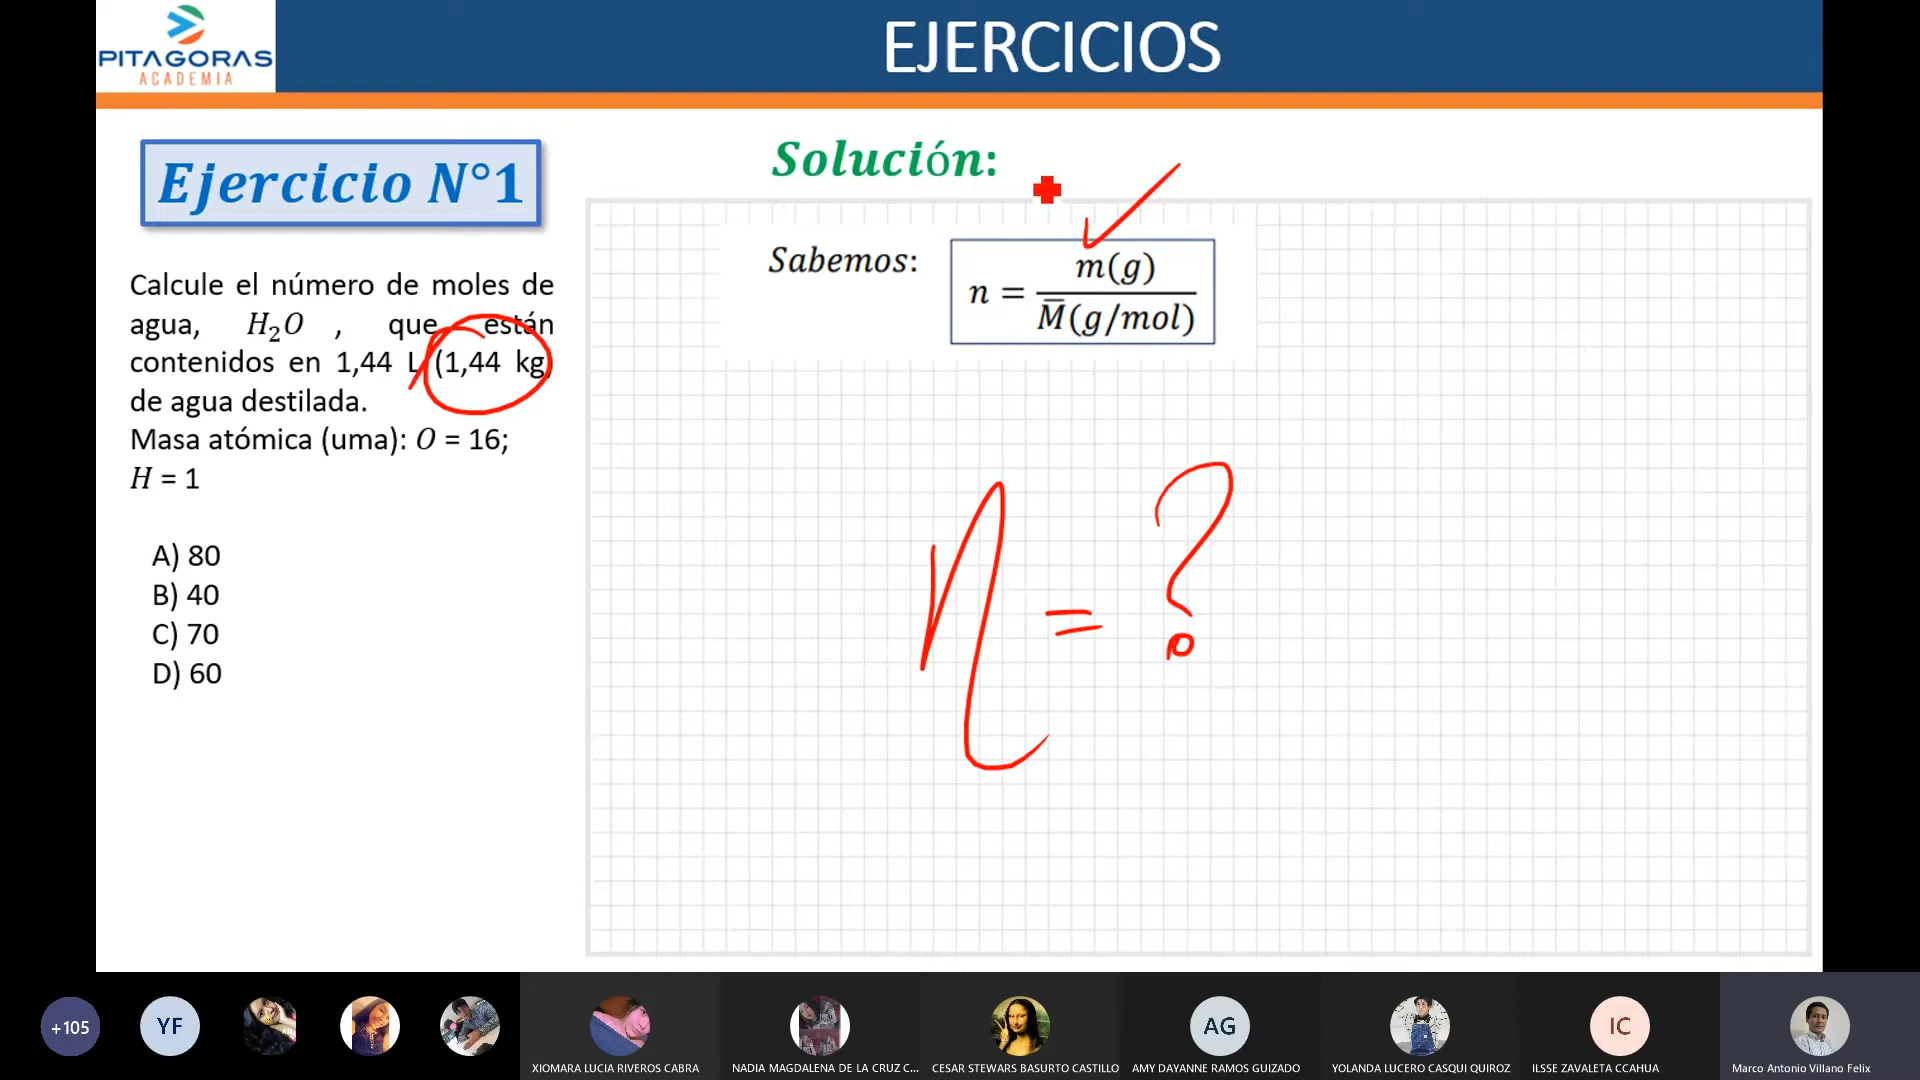 PITAGORAS
ACADEMIA
EJERCICIOS
Ejercicio N°1
Calcule el número de moles de
agua, H₂O , que están
contenidos en 1,44 L (1,44 kg)
de agua destilada.
Masa atómica (uma): O = 16;
H = 1
A) 80
B) 40
C) 70
D) 60
Solución:
Sabemos:
n = m(g) / M̅(g/mol)
n = ?
+105
YF
XIOMARA LUCIA RIVEROS CABRA
NADIA MAGDALENA DE LA CRUZ C...
CESAR STEWARS BASURTO CASTILLO
AG
AMY DAYANNE RAMOS GUIZADO
YOLANDA LUCERO CASQUI QUIROZ
IC
ILSSE ZAVALETA CCAHUA
Marco Antonio Villano Felix